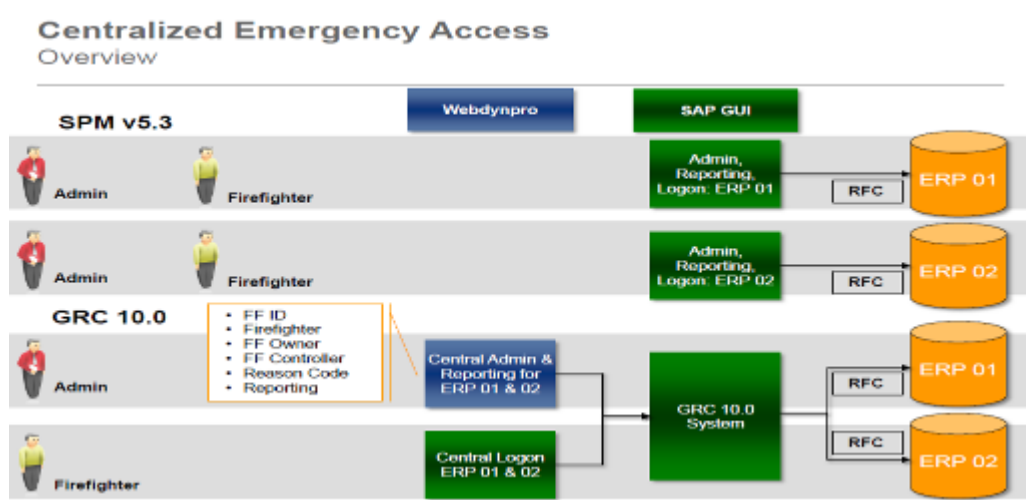 Centralized Emergency Access
Overview
Webdynpro
SAP GUI
SPM v5.3
Admin
Firefighter
Admin,
Reporting,
Logon: ERP 01
RFC
ERP 01
Admin
Firefighter
Admin,
Reporting,
Logon: ERP 02
RFC
ERP 02
GRC 10.0
• FF ID
• Firefighter
• FF Owner
• FF Controller
• Reason Code
• Reporting
Admin
Central Admin &
Reporting for
ERP 01 & 02
GRC 10.0
System
RFC
ERP 01
Firefighter
Central Logon
ERP 01 & 02
RFC
ERP 02